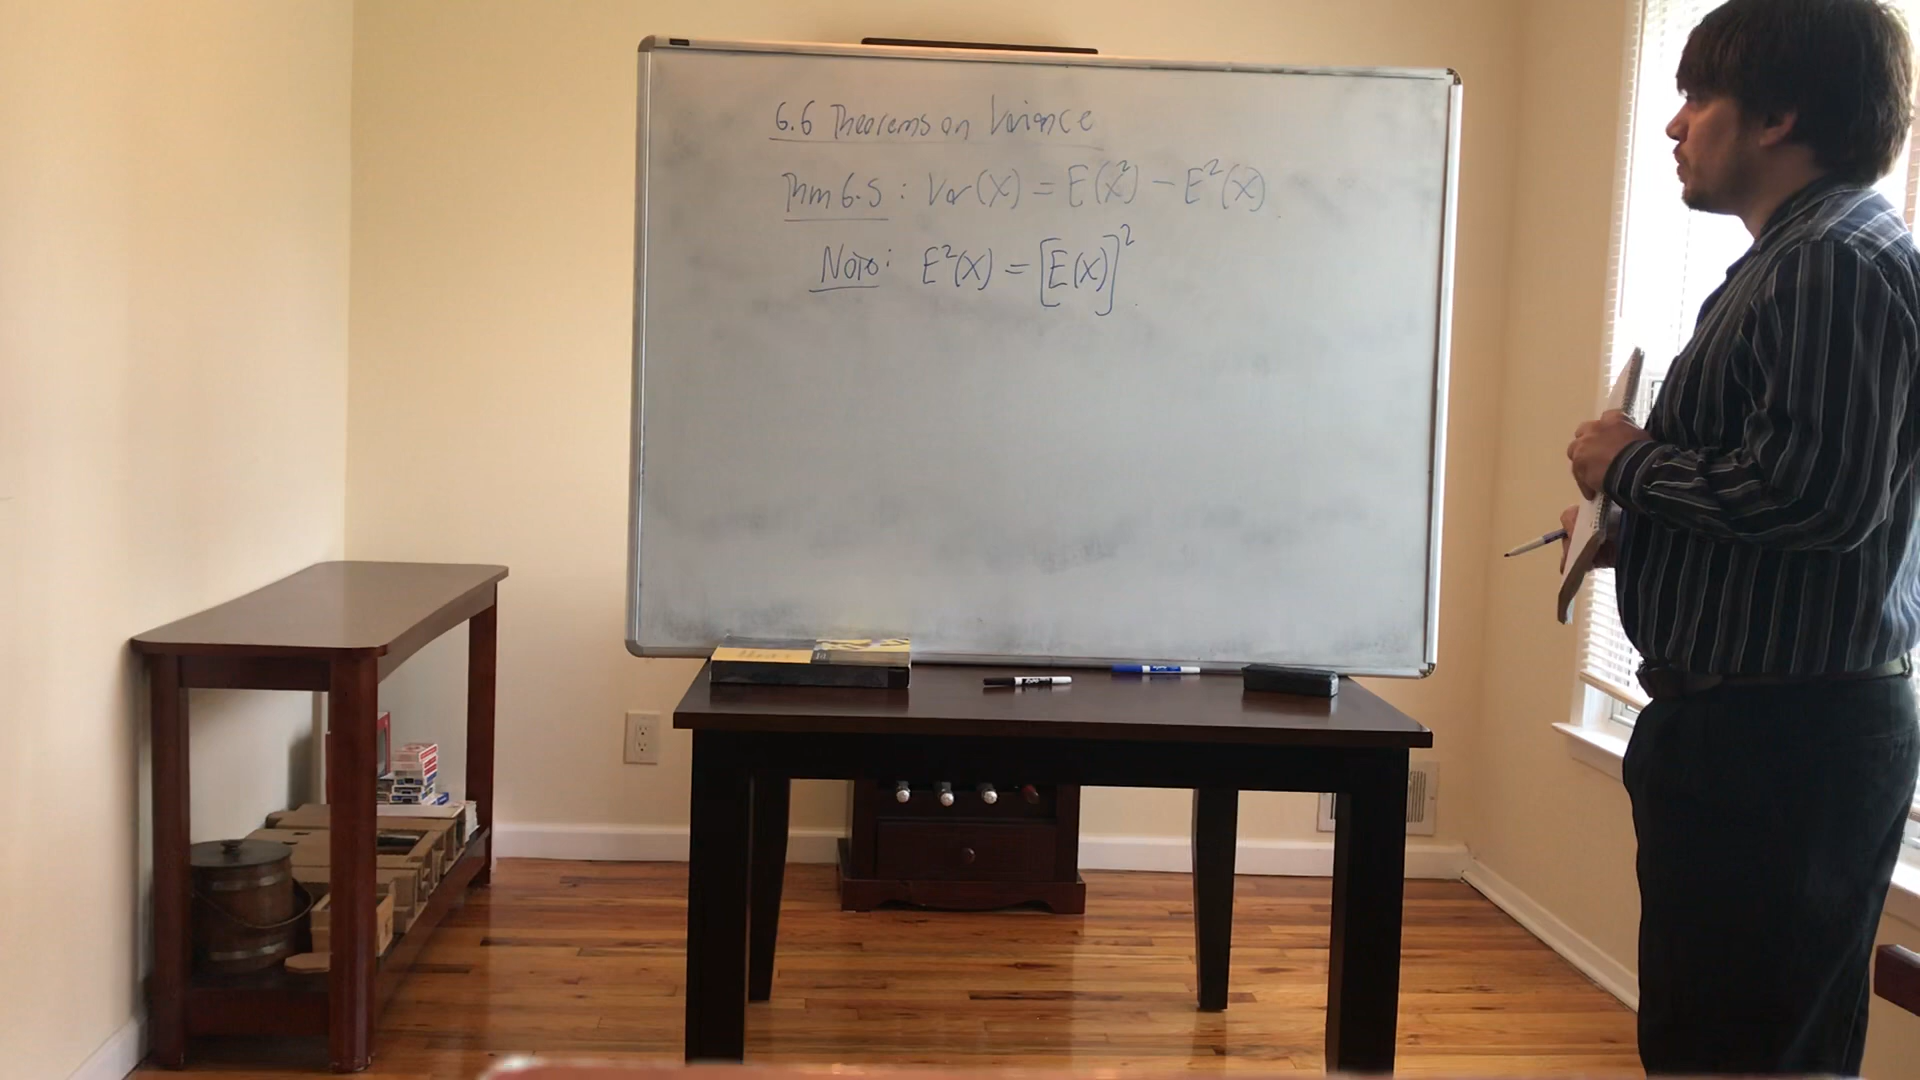 6.6 Theorems on Variance
Thm 6.5 : Var(X) = E(X²) - E²(X).
Note: E²(X) = [E(X)]².